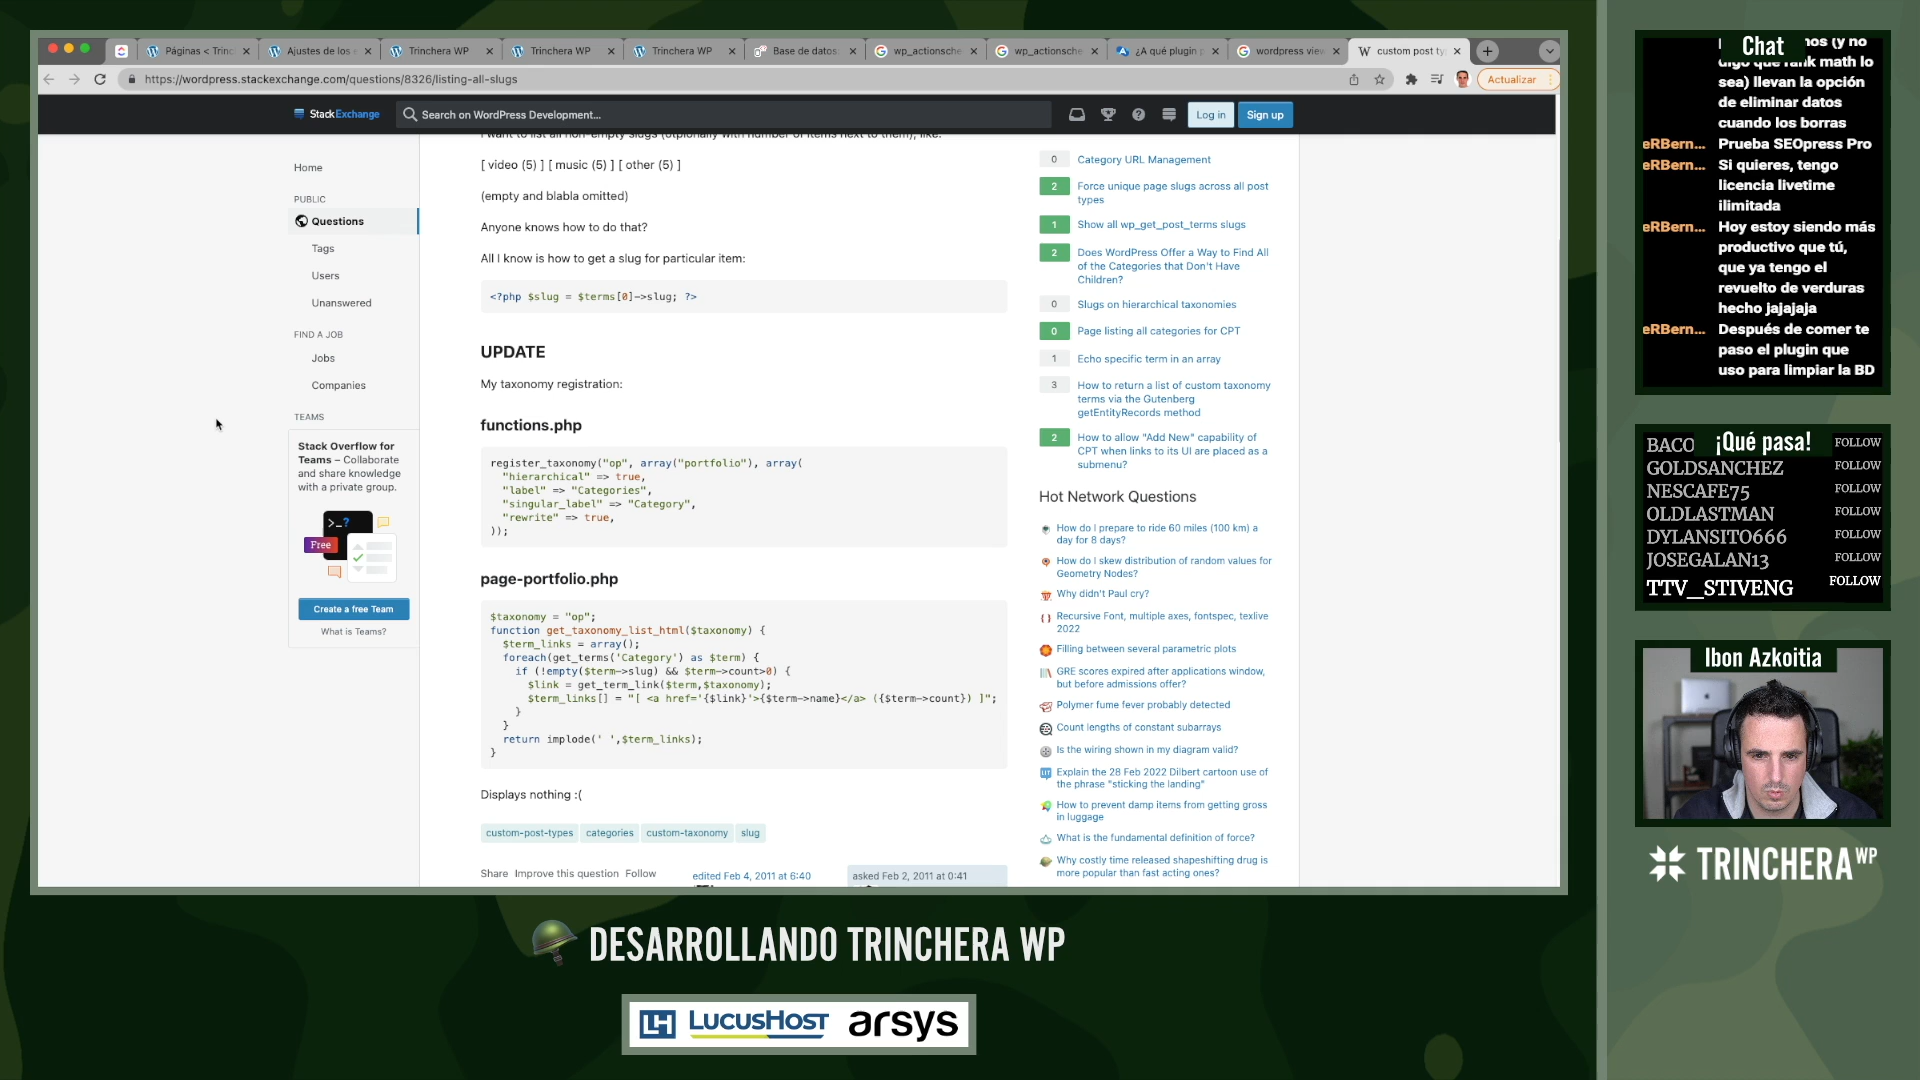 Páginas < Trinc
Ajustes de los e
Trinchera WP
Trinchera WP
Trinchera WP
Base de datos
wp_actionsche
wp_actionsche
¿A qué plugin p
wordpress view
custom post ty
https://wordpress.stackexchange.com/questions/8326/listing-all-slugs
Actualizar
StackExchange
Search on WordPress Development...
Log in
Sign up
Home
PUBLIC
Questions
Tags
Users
Unanswered
FIND A JOB
Jobs
Companies
TEAMS
Stack Overflow for
Teams – Collaborate
and share knowledge
with a private group.
>_?
Free
Create a free Team
What is Teams?
I want to list all non-empty slugs (otpionally with number of items next to them), like:
[ video (5) ] [ music (5) ] [ other (5) ]
(empty and blabla omitted)
Anyone knows how to do that?
All I know is how to get a slug for particular item:
<?php $slug = $terms[0]->slug; ?>
UPDATE
My taxonomy registration:
functions.php
register_taxonomy("op", array("portfolio"), array(
"hierarchical" => true,
"label" => "Categories",
"singular_label" => "Category",
"rewrite" => true,
));
page-portfolio.php
$taxonomy = "op";
function get_taxonomy_list_html($taxonomy) {
$term_links = array();
foreach(get_terms('Category') as $term) {
if (!empty($term->slug) && $term->count>0) {
$link = get_term_link($term,$taxonomy);
$term_links[] = "[ <a href='{$link}'>{$term->name}</a> ({$term->count}) ]";
}
}
return implode(' ',$term_links);
}
Displays nothing :(
custom-post-types
categories
custom-taxonomy
slug
Share Improve this question Follow
edited Feb 4, 2011 at 6:40
asked Feb 2, 2011 at 0:41
0 Category URL Management
2 Force unique page slugs across all post
types
1 Show all wp_get_post_terms slugs
2 Does WordPress Offer a Way to Find All
of the Categories that Don't Have
Children?
0 Slugs on hierarchical taxonomies
0 Page listing all categories for CPT
1 Echo specific term in an array
3 How to return a list of custom taxonomy
terms via the Gutenberg
getEntityRecords method
2 How to allow "Add New" capability of
CPT when links to its UI are placed as a
submenu?
Hot Network Questions
How do I prepare to ride 60 miles (100 km) a
day for 8 days?
How do I skew distribution of random values for
Geometry Nodes?
Why didn't Paul cry?
Recursive Font, multiple axes, fontspec, texlive
2022
Filling between several parametric plots
GRE scores expired after applications window,
but before admissions offer?
Polymer fume fever probably detected
Count lengths of constant subarrays
Is the wiring shown in my diagram valid?
Explain the 28 Feb 2022 Dilbert cartoon use of
the phrase "sticking the landing"
How to prevent damp items from getting gross
in luggage
What is the fundamental definition of force?
Why costly time released shapeshifting drug is
more popular than fast acting ones?
Chat
(y no
digo que rank math lo
sea) llevan la opción
de eliminar datos
cuando los borras
eRBern... Prueba SEOpress Pro
eRBern... Si quieres, tengo
licencia livetime
ilimitada
eRBern... Hoy estoy siendo más
productivo que tú,
que ya tengo el
revuelto de verduras
hecho jajajaja
eRBern... Después de comer te
paso el plugin que
uso para limpiar la BD
¡Qué pasa!
BACO FOLLOW
GOLDSANCHEZ FOLLOW
NESCAFE75 FOLLOW
OLDLASTMAN FOLLOW
DYLANSITO666 FOLLOW
JOSEGALAN13 FOLLOW
TTV_STIVENG FOLLOW
Ibon Azkoitia
TRINCHERA WP
DESARROLLANDO TRINCHERA WP
LH LUCUSHOST arsys